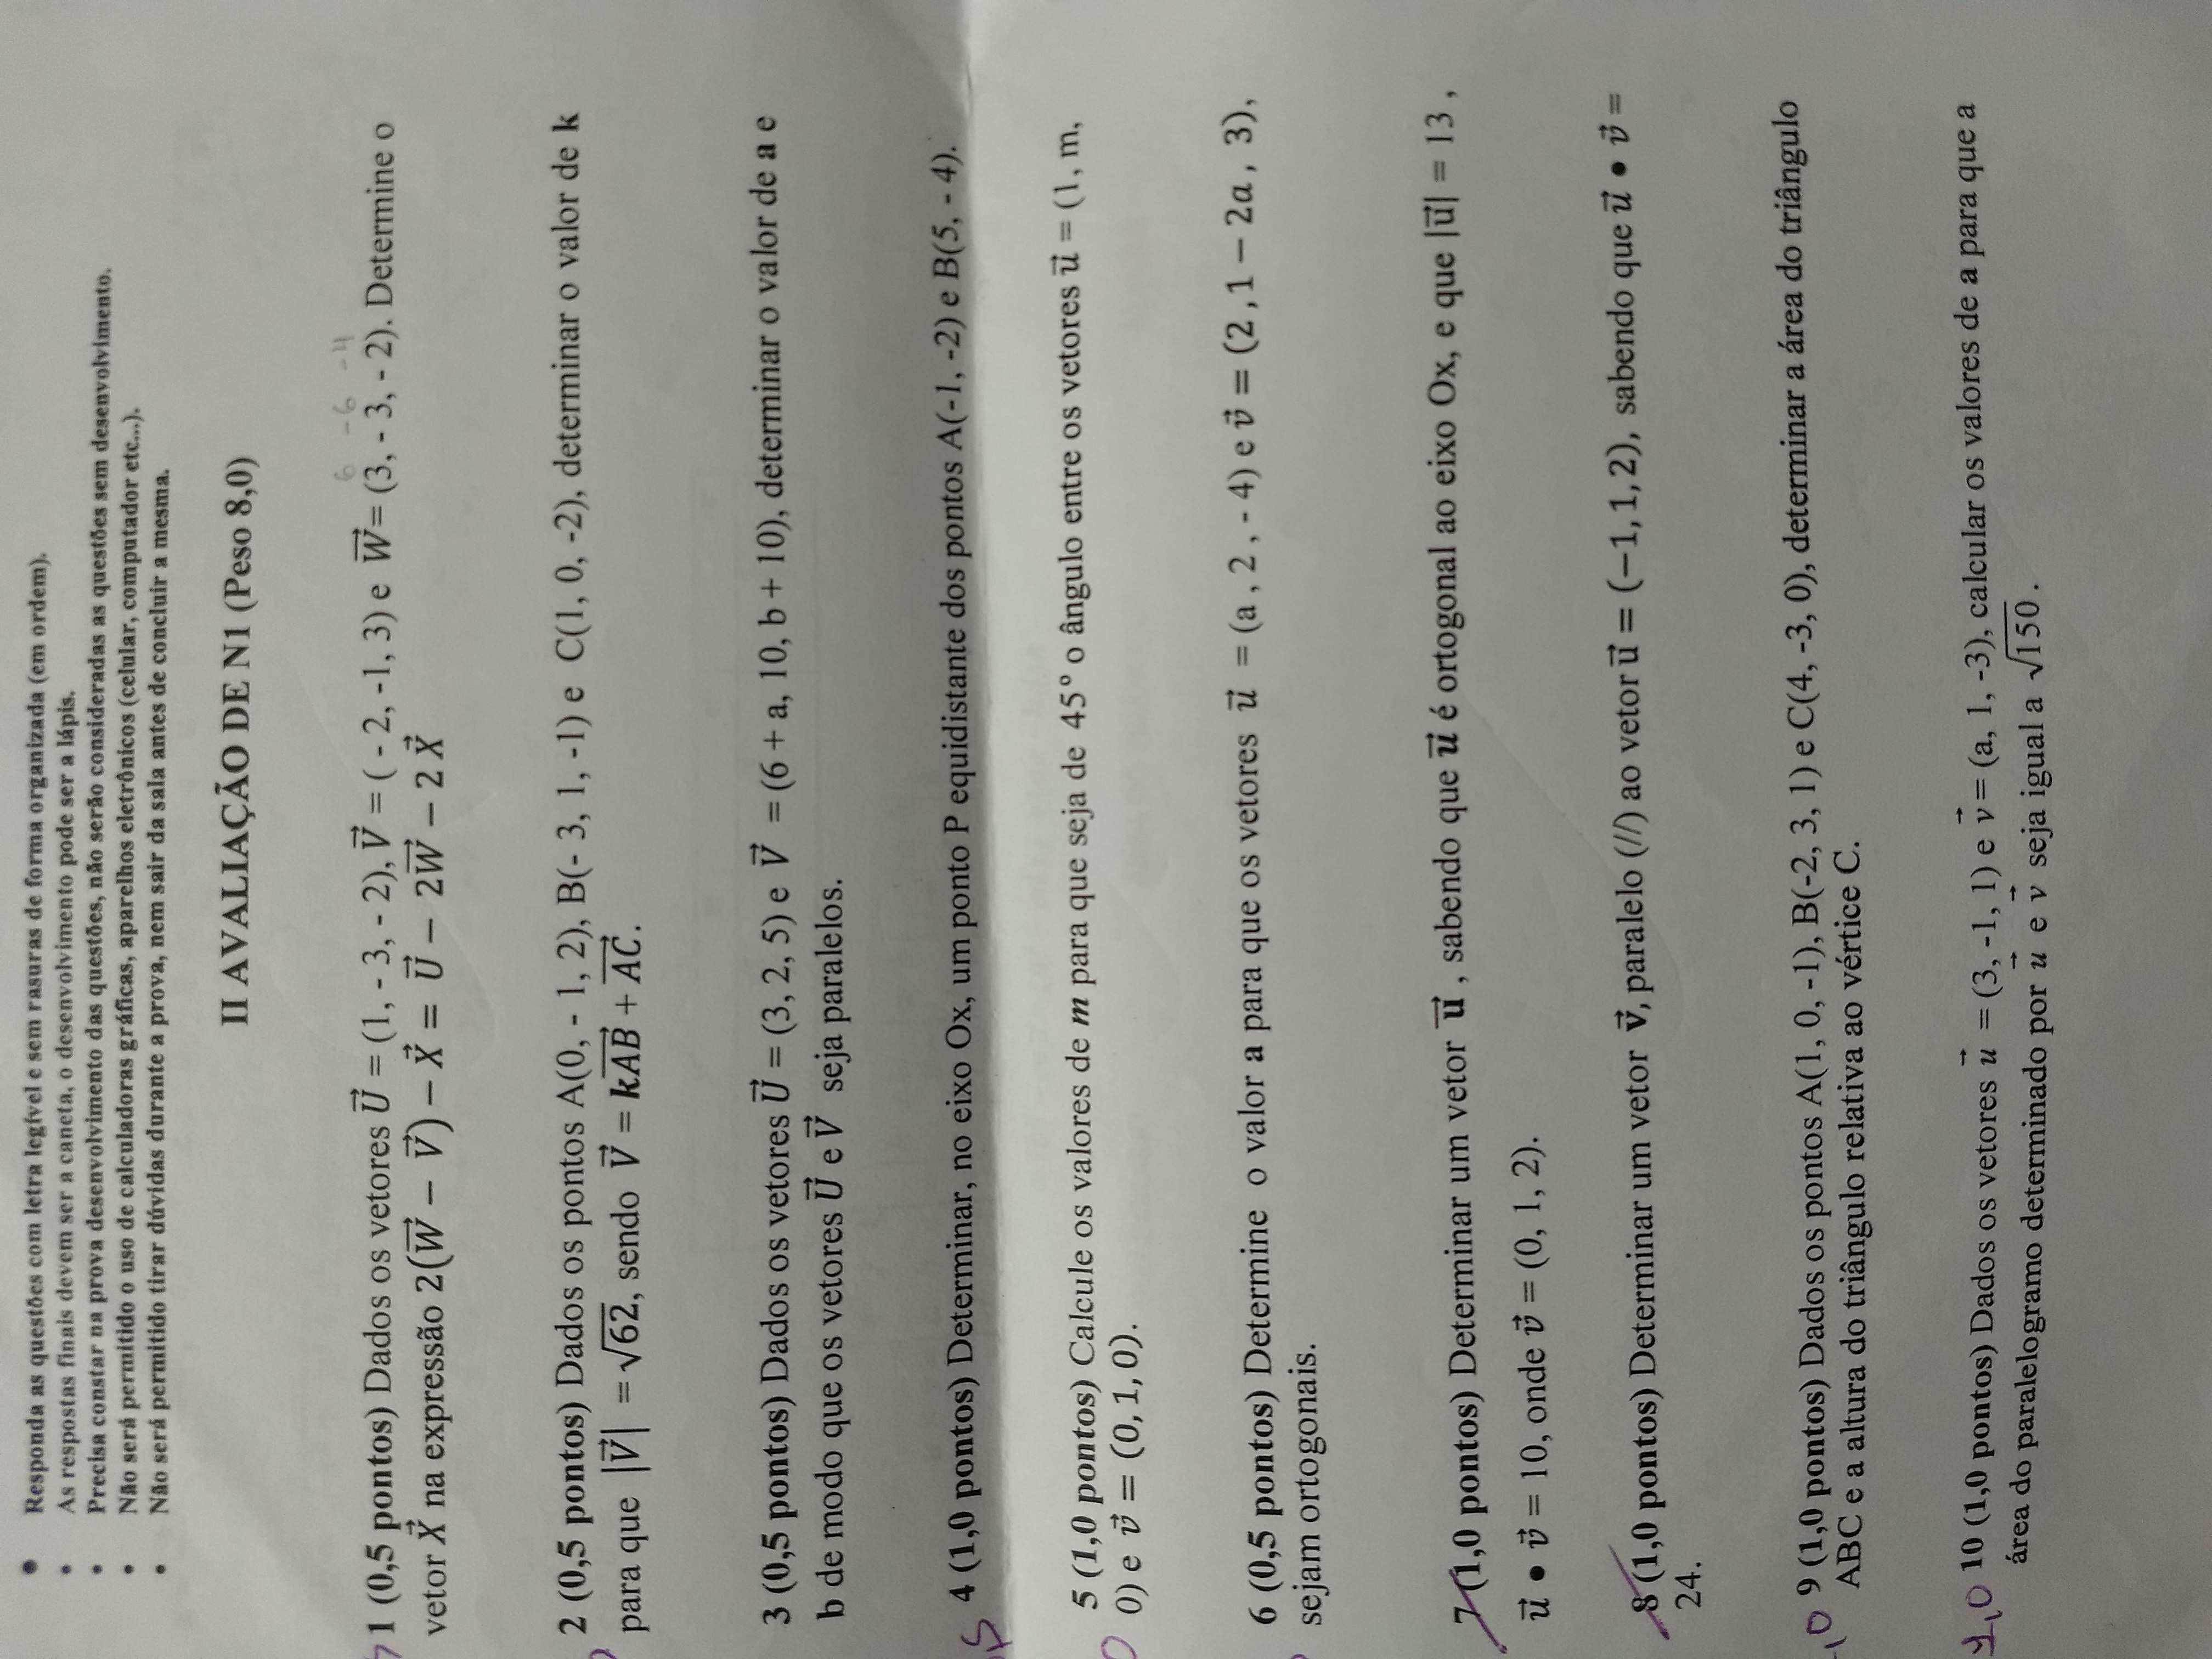 • Responda as questões com letra legível e sem rasuras de forma organizada (em ordem).
• As respostas finais devem ser a caneta, o desenvolvimento pode ser a lápis.
• Precisa constar na prova desenvolvimento das questões, não serão consideradas as questões sem desenvolvimento.
• Não será permitido o uso de calculadoras gráficas, aparelhos eletrônicos (celular, computador etc...).
• Não será permitido tirar dúvidas durante a prova, nem sair da sala antes de concluir a mesma.
II AVALIAÇÃO DE N1 (Peso 8,0)
6 -6 -4
1 (0,5 pontos) Dados os vetores $\vec{U}$ = (1, - 3, - 2), $\vec{V}$ = ( - 2, -1, 3) e $\vec{W}$= (3, - 3, - 2). Determine o
vetor $\vec{X}$ na expressão 2($\vec{W}$ − $\vec{V}$) − $\vec{X}$ = $\vec{U}$ − 2$\vec{W}$ − 2$\vec{X}$
2 (0,5 pontos) Dados os pontos A(0, - 1, 2), B(- 3, 1, -1) e C(1, 0, -2), determinar o valor de k
para que |$\vec{V}$| = $\sqrt{62}$, sendo $\vec{V}$ = k$\overrightarrow{AB}$ + $\overrightarrow{AC}$.
3 (0,5 pontos) Dados os vetores $\vec{U}$ = (3, 2, 5) e $\vec{V}$ = (6 + a, 10, b + 10), determinar o valor de a e
b de modo que os vetores $\vec{U}$ e $\vec{V}$ seja paralelos.
4 (1,0 pontos) Determinar, no eixo Ox, um ponto P equidistante dos pontos A(-1, -2) e B(5, - 4).
5 (1,0 pontos) Calcule os valores de m para que seja de 45° o ângulo entre os vetores $\vec{u}$ = (1, m,
0) e $\vec{v}$ = (0, 1, 0).
6 (0,5 pontos) Determine o valor a para que os vetores $\vec{u}$ = (a , 2 , - 4) e $\vec{v}$ = (2 ,1 − 2a , 3),
sejam ortogonais.
7 (1,0 pontos) Determinar um vetor $\vec{u}$ , sabendo que $\vec{u}$ é ortogonal ao eixo Ox, e que |$\vec{u}$| = 13 ,
$\vec{u}$ • $\vec{v}$ = 10, onde $\vec{v}$ = (0, 1, 2).
8 (1,0 pontos) Determinar um vetor $\vec{v}$, paralelo (//) ao vetor $\vec{u}$ = (−1, 1, 2), sabendo que $\vec{u}$ • $\vec{v}$ =
24.
9 (1,0 pontos) Dados os pontos A(1, 0, -1), B(-2, 3, 1) e C(4, -3, 0), determinar a área do triângulo
ABC e a altura do triângulo relativa ao vértice C.
10 (1,0 pontos) Dados os vetores $\vec{u}$ = (3, -1, 1) e $\vec{v}$ = (a, 1, -3), calcular os valores de a para que a
área do paralelogramo determinado por $\vec{u}$ e $\vec{v}$ seja igual a $\sqrt{150}$ .